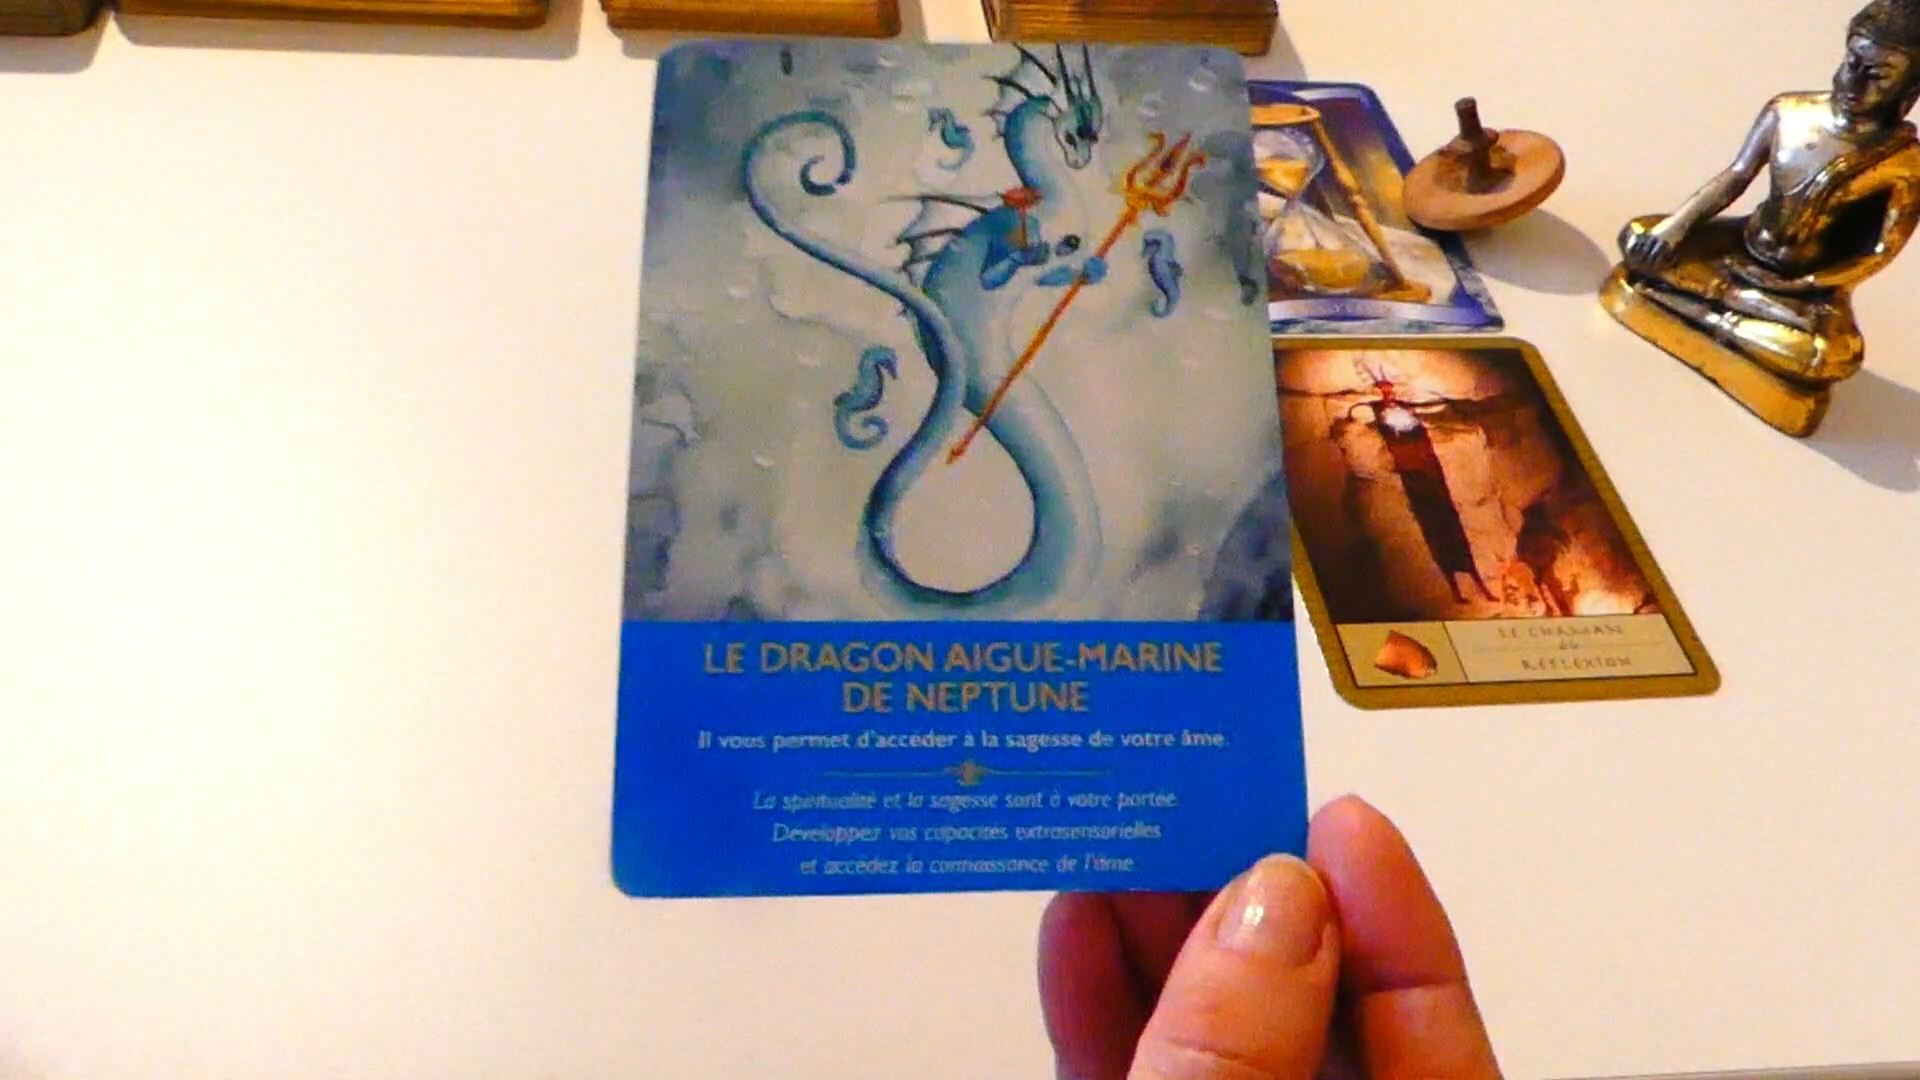 LE DRAGON AIGUE-MARINE
DE NEPTUNE
Il vous permet d'accéder à la sagesse de votre âme.
La spiritualité et la sagesse sont à votre portée.
Développez vos capacités extrasensorielles
et accédez la connaissance de l'âme.
LE CHAMAN
RÉFLEXION